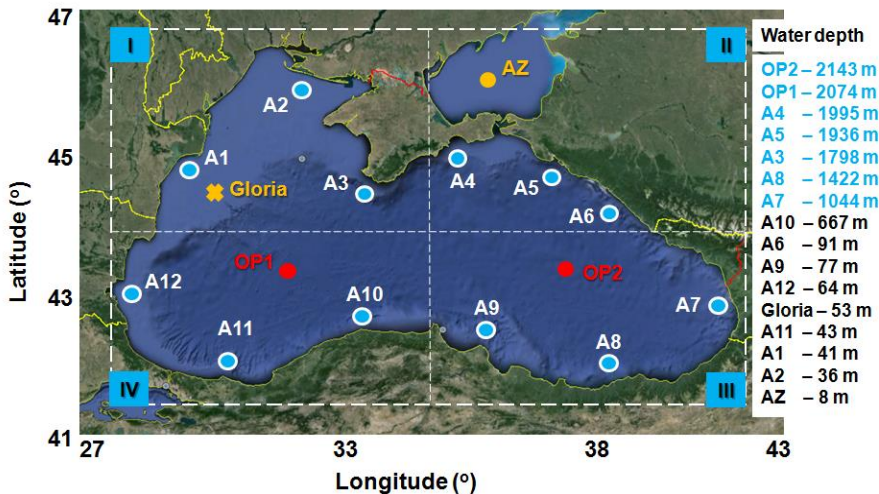 47
45
43
41
Latitude (º)
27
33
38
43
Longitude (º)
I
II
III
IV
AZ
A2
A1
Gloria
A3
A4
A5
A6
OP1
OP2
A12
A11
A10
A9
A8
A7
Water depth
OP2 – 2143 m
OP1 – 2074 m
A4 – 1995 m
A5 – 1936 m
A3 – 1798 m
A8 – 1422 m
A7 – 1044 m
A10 – 667 m
A6 – 91 m
A9 – 77 m
A12 – 64 m
Gloria – 53 m
A11 – 43 m
A1 – 41 m
A2 – 36 m
AZ – 8 m